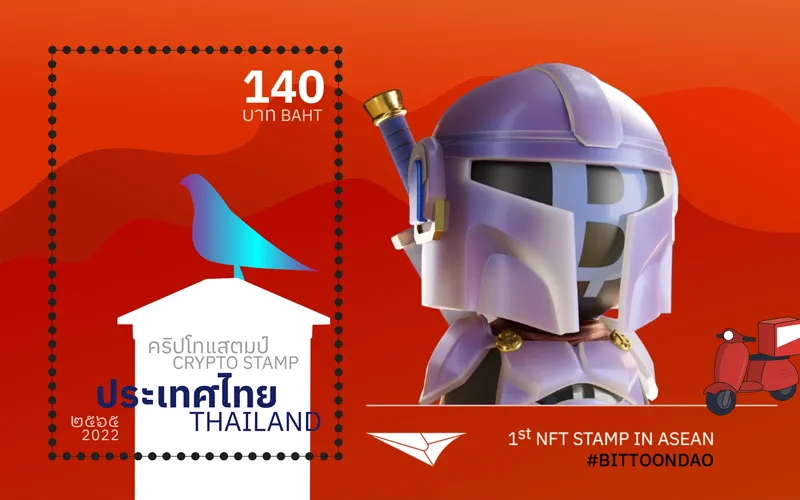 140
บาท BAHT
คริปโทแสตมป์
CRYPTO STAMP
ประเทศไทย
๒๕๖๕ THAILAND
2022
1st NFT STAMP IN ASEAN
#BITTOONDAO